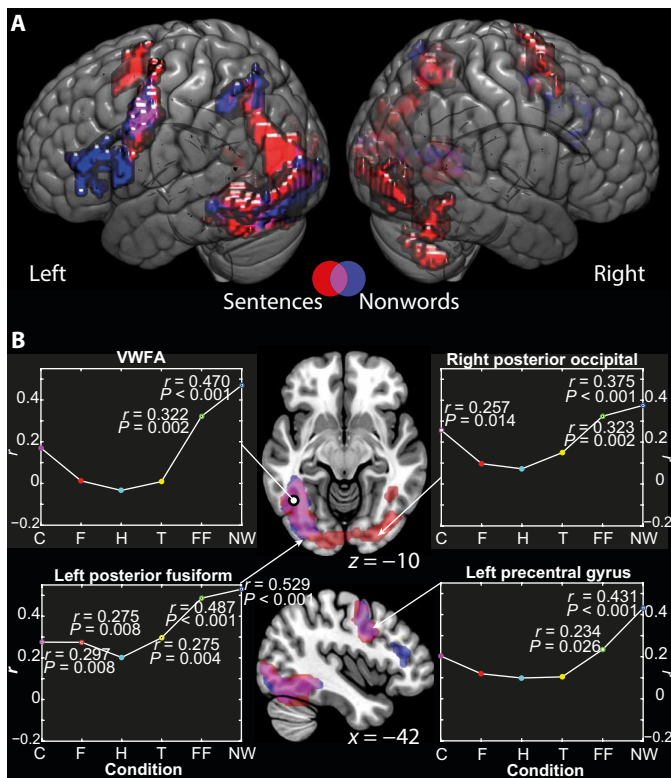 A
Left
Right
Sentences
Nonwords
B
VWFA
r = 0.470
P < 0.001
r = 0.322
P = 0.002
0.4
0.2
0
−0.2
r
C F H T FF NW
Right posterior occipital
r = 0.375
P < 0.001
r = 0.257
P = 0.014
r = 0.323
P = 0.002
0.4
0.2
0
−0.2
r
C F H T FF NW
z = −10
Left posterior fusiform
r = 0.529
P < 0.001
r = 0.487
P < 0.001
r = 0.275
P = 0.008
r = 0.297
P = 0.008
r = 0.275
P = 0.004
0.4
0.2
0
−0.2
r
C F H T FF NW
Condition
x = −42
Left precentral gyrus
r = 0.431
P < 0.001
r = 0.234
P = 0.026
0.4
0.2
0
−0.2
r
C F H T FF NW
Condition